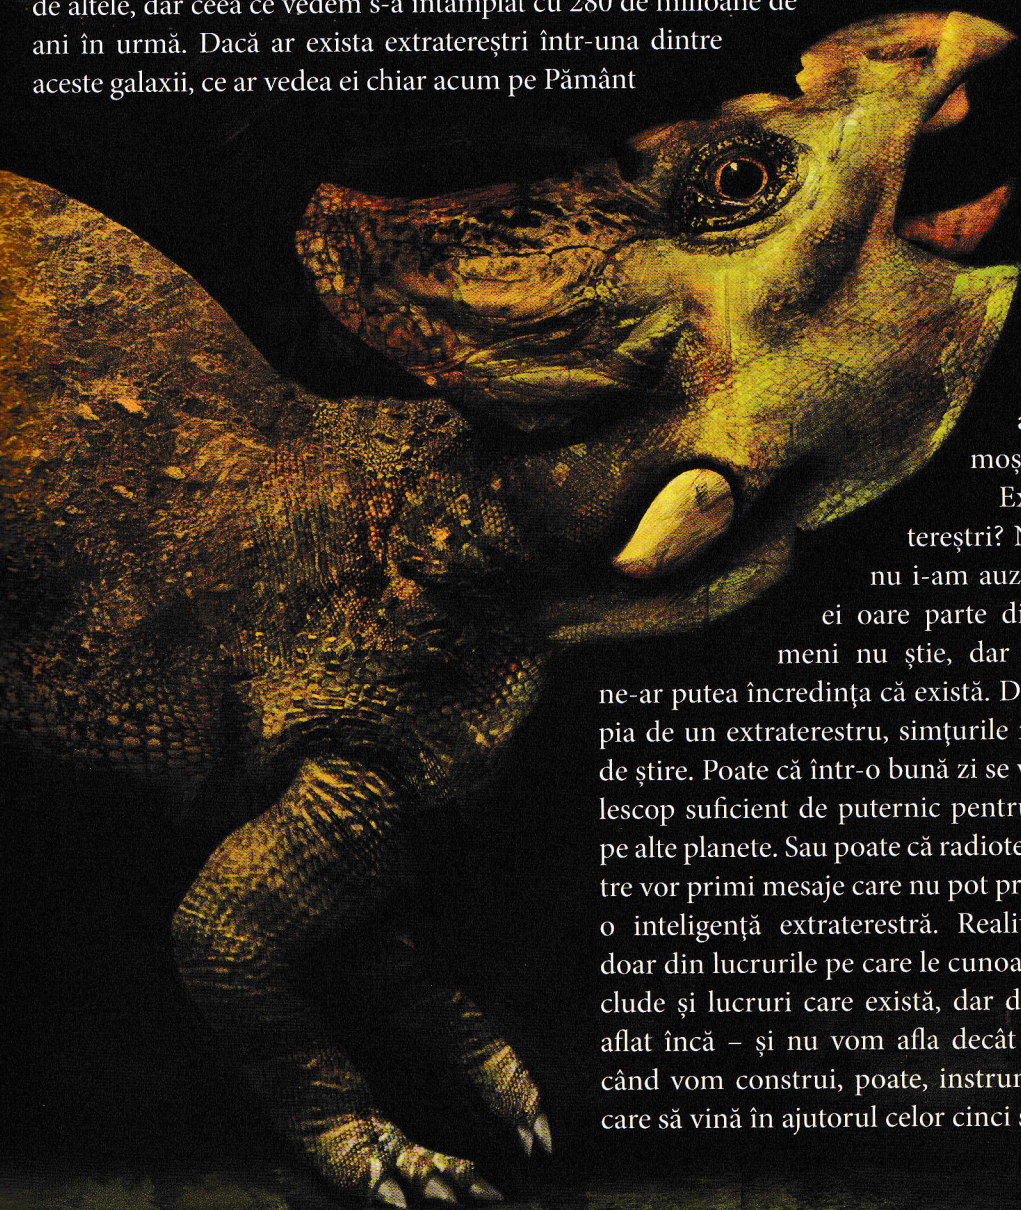 de altele, dar ceea ce vedem s-a întâmplat cu 280 de milioane de
ani în urmă. Dacă ar exista extratereștri într-una dintre
aceste galaxii, ce ar vedea ei chiar acum pe Pământ
moș
Ex
tereștri? N
nu i-am auz
ei oare parte di
meni nu știe, dar
ne-ar putea încredința că există. D
pia de un extraterestru, simțurile
de știre. Poate că într-o bună zi se v
lescop suficient de puternic pentru
pe alte planete. Sau poate că radiote
tre vor primi mesaje care nu pot pr
o inteligență extraterestră. Reali
doar din lucrurile pe care le cunoa
clude și lucruri care există, dar d
aflat încă – și nu vom afla decât
când vom construi, poate, instrum
care să vină în ajutorul celor cinci s